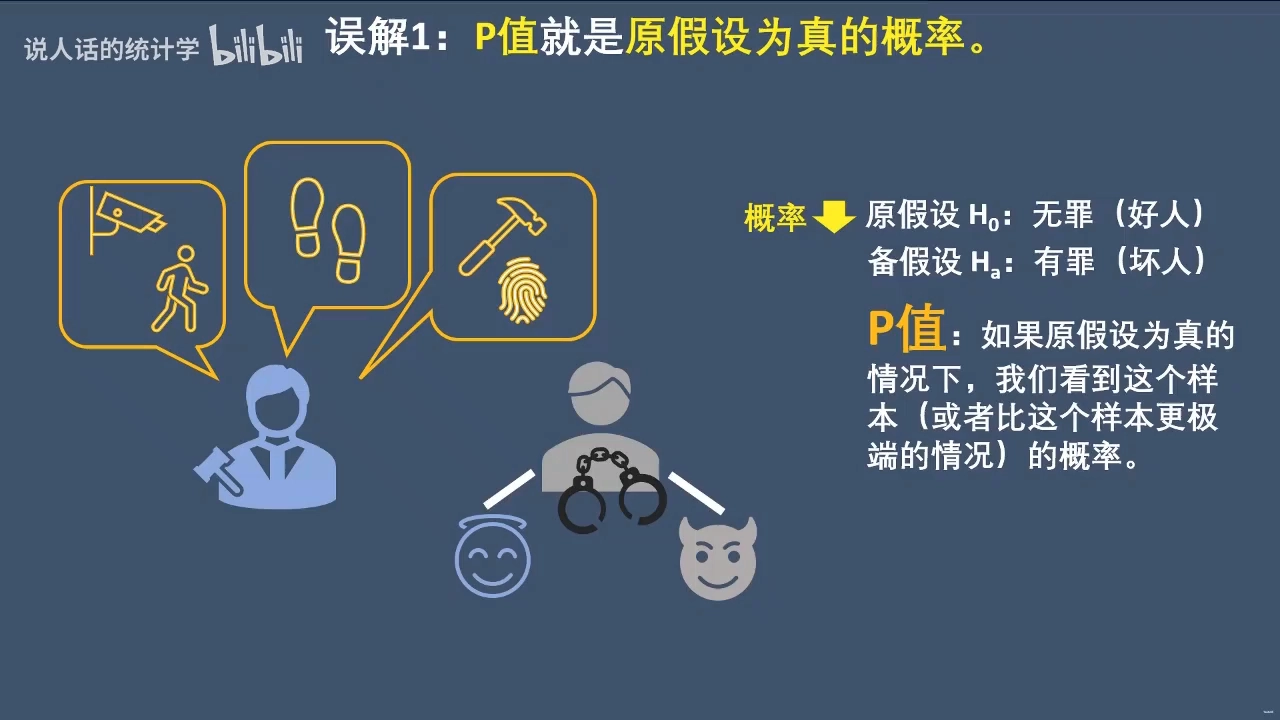 说人话的统计学 bilibili
误解1：P值就是原假设为真的概率。
概率 原假设 H₀：无罪（好人）
备假设 Hₐ：有罪（坏人）
P值：如果原假设为真的
情况下，我们看到这个样
本（或者比这个样本更极
端的情况）的概率。